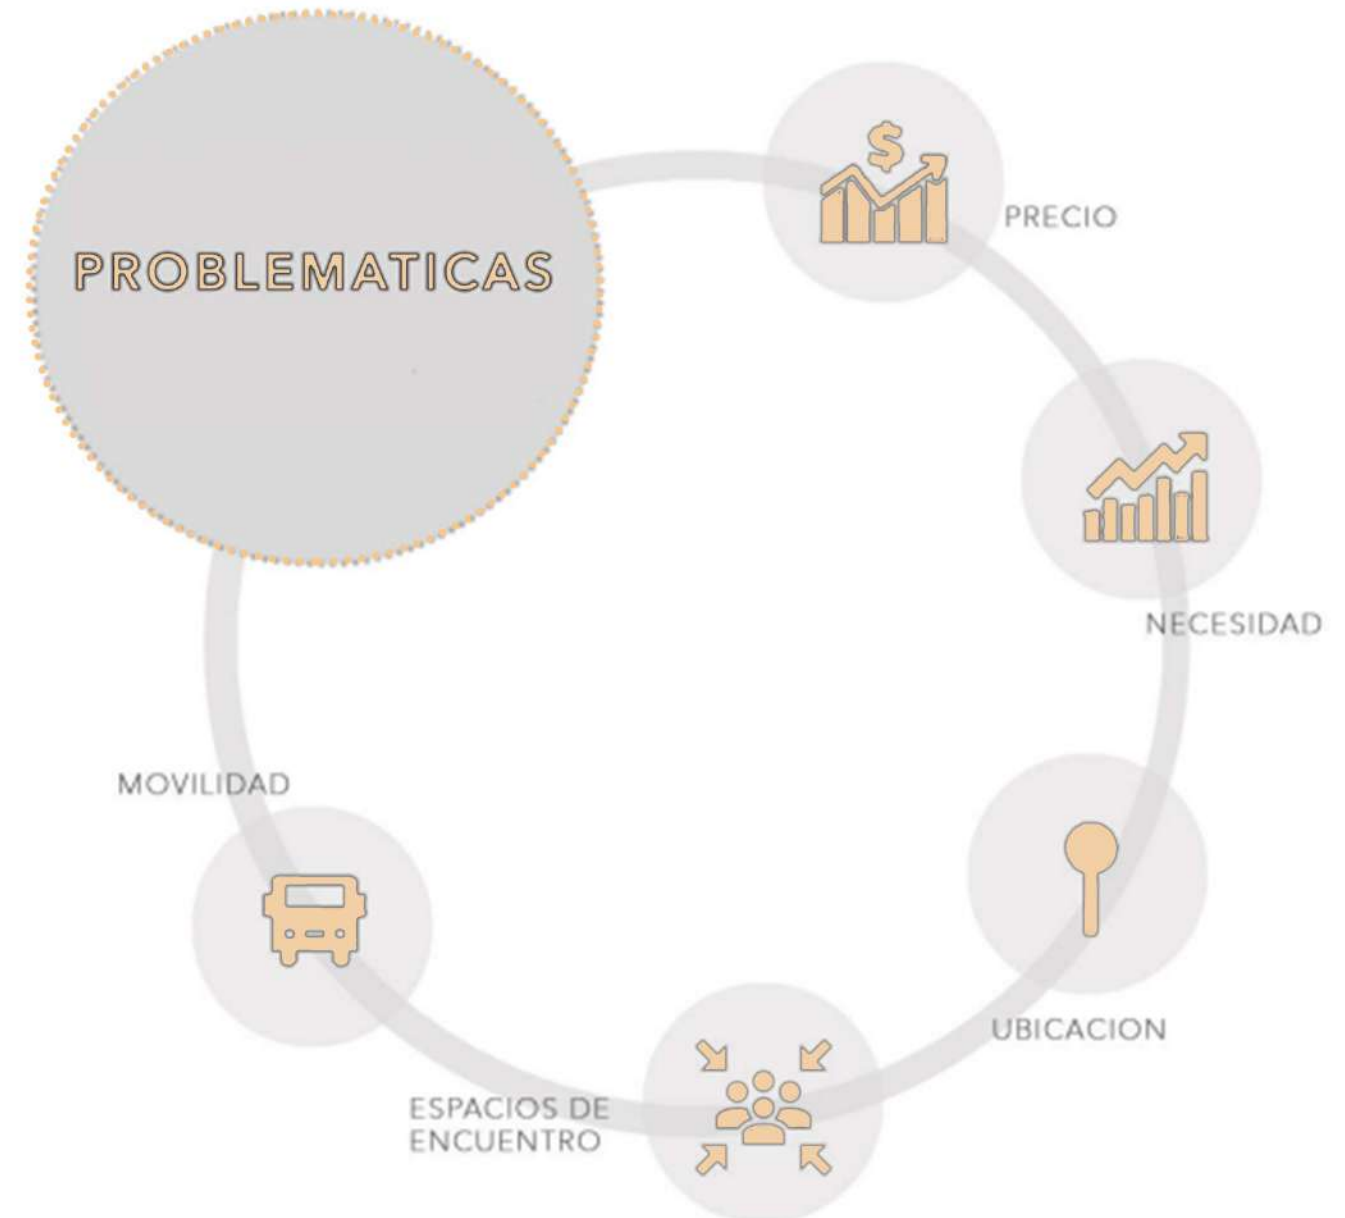 PROBLEMATICAS
PRECIO
NECESIDAD
UBICACION
ESPACIOS DE
ENCUENTRO
MOVILIDAD